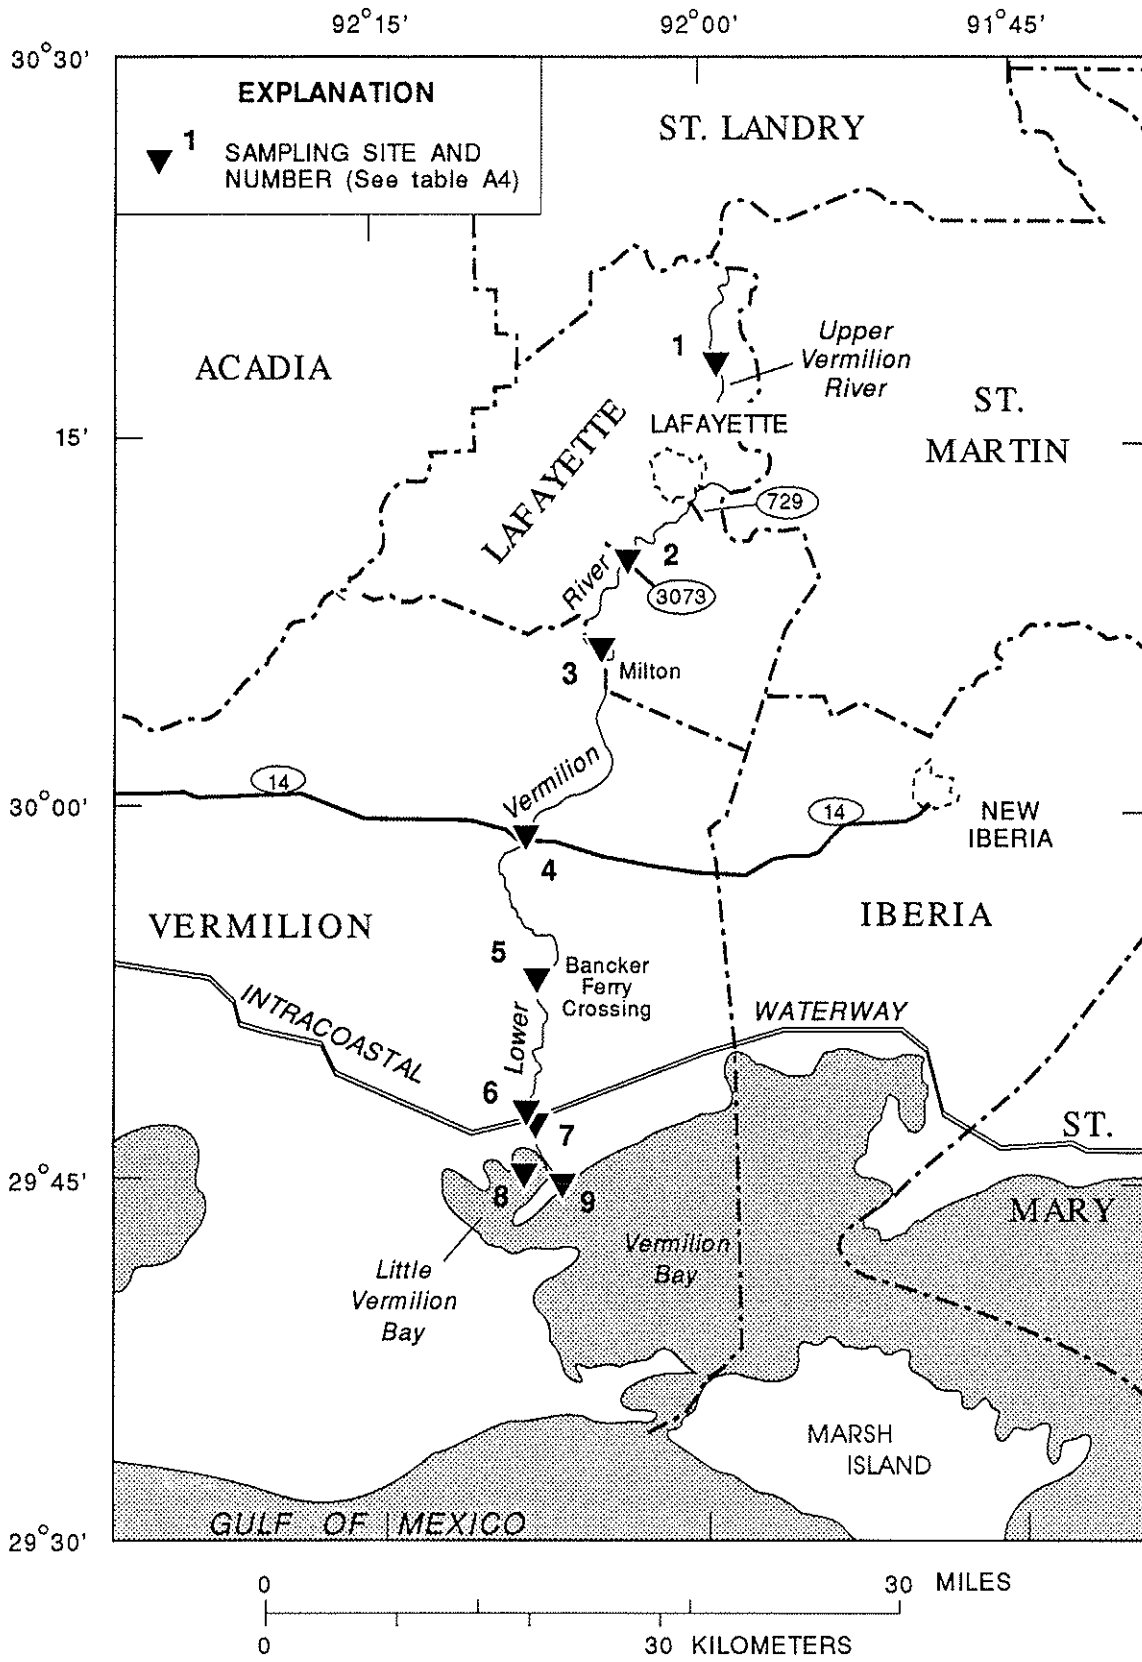 92°15'
92°00'
91°45'
30°30'
EXPLANATION
1
SAMPLING SITE AND
NUMBER (See table A4)
ST. LANDRY
1
Upper
Vermilion
River
ACADIA
ST.
MARTIN
LAFAYETTE
LAFAYETTE
15'
729
2
River
3073
3
Milton
Vermilion
14
30°00'
14
NEW
IBERIA
4
VERMILION
IBERIA
5
Bancker
Ferry
Crossing
INTRACOASTAL
WATERWAY
Lower
6
7
ST.
29°45'
8
9
MARY
Vermilion
Bay
Little
Vermilion
Bay
MARSH
ISLAND
GULF OF MEXICO
29°30'
0
30 MILES
0
30 KILOMETERS